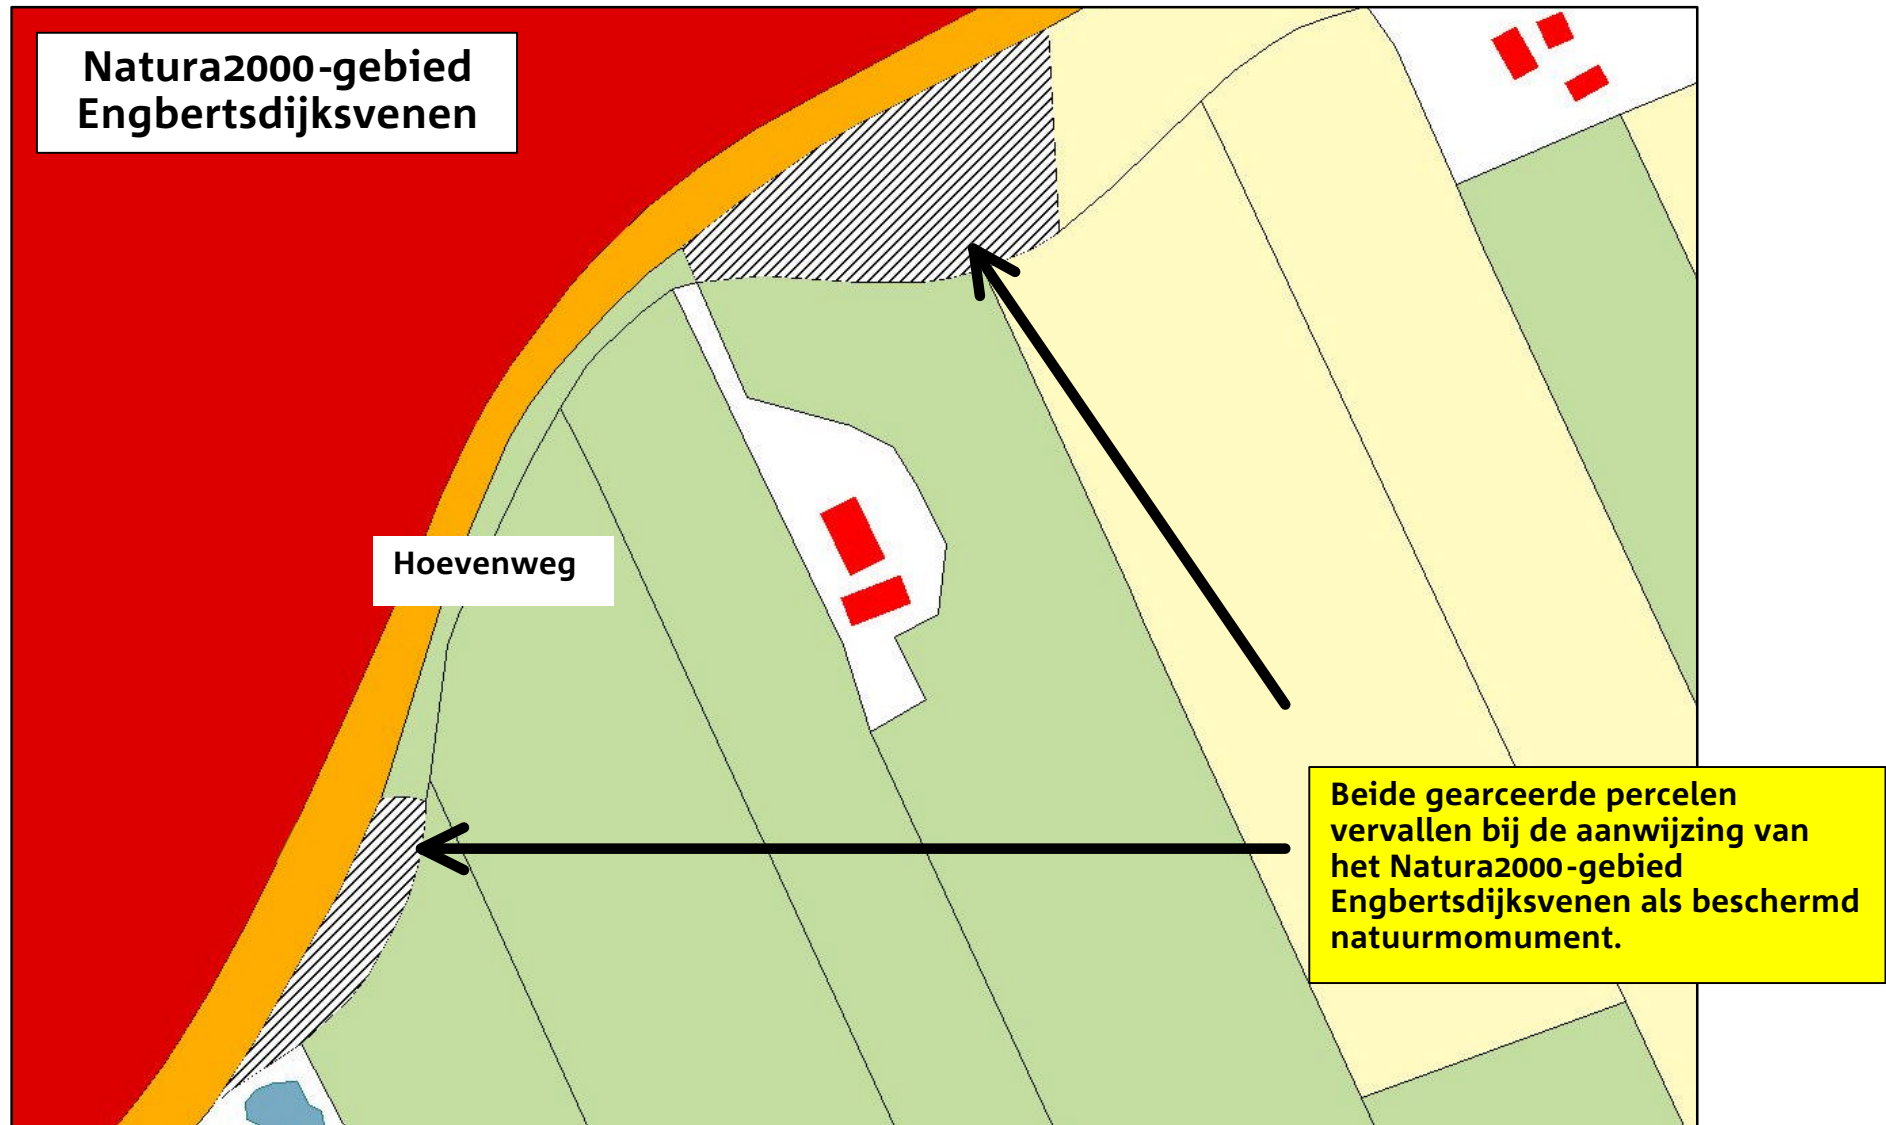 Natura2000-gebied
Engbertsdijksvenen
Hoevenweg
Beide gearceerde percelen
vervallen bij de aanwijzing van
het Natura2000-gebied
Engbertsdijksvenen als beschermd
natuurmomument.